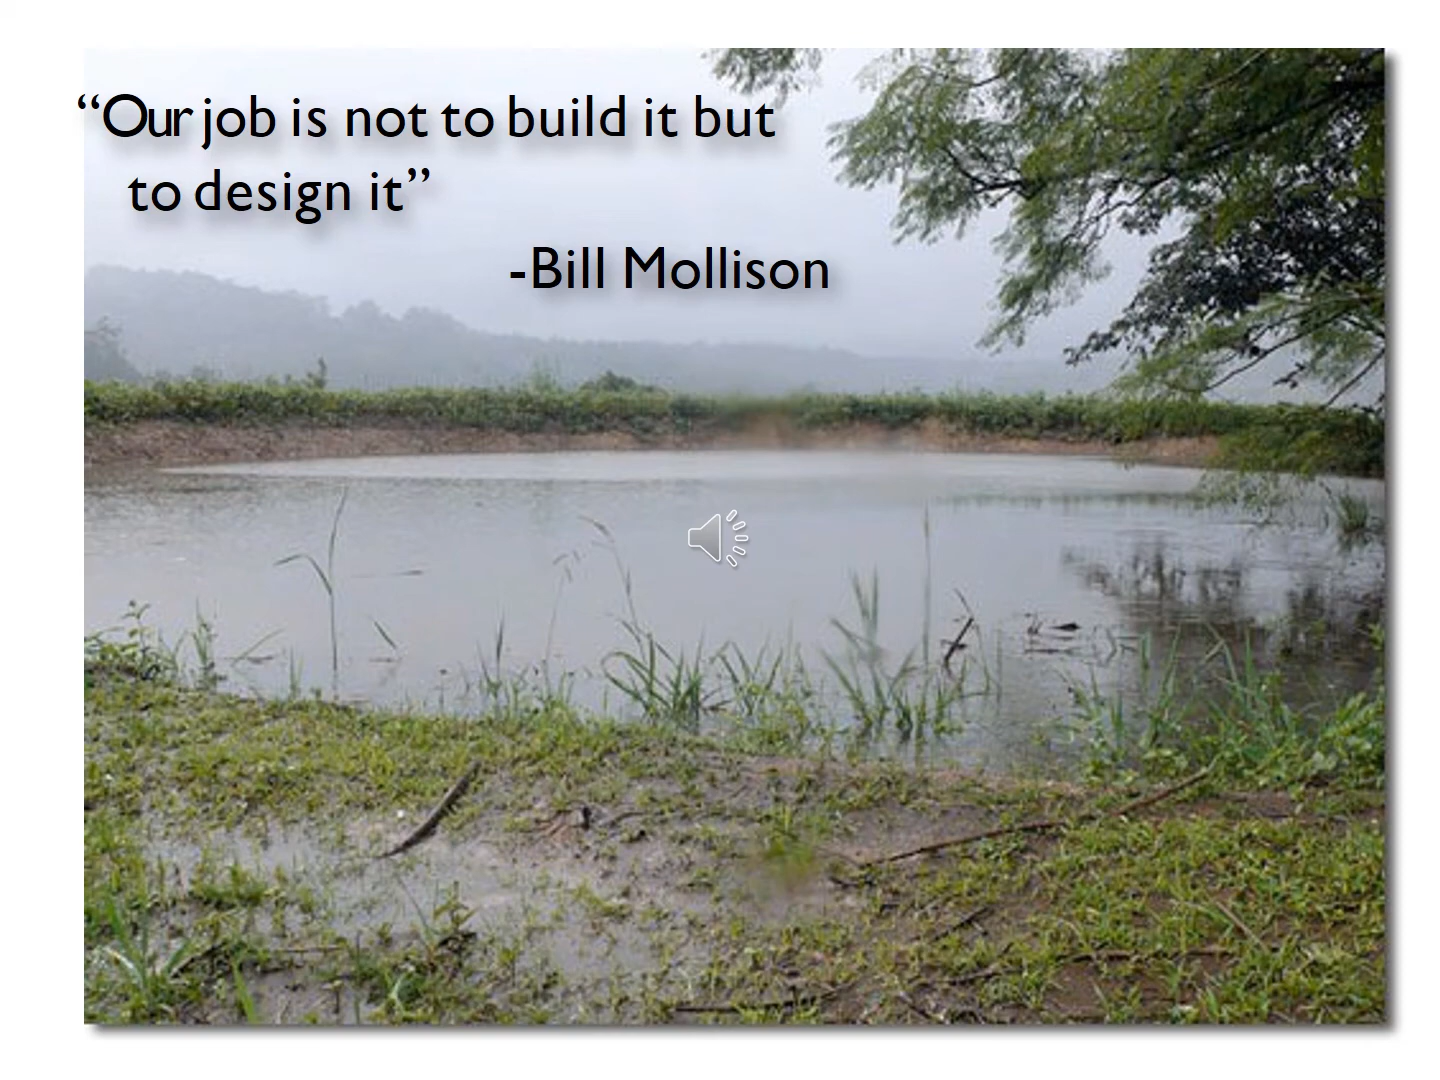 “Our job is not to build it but
to design it”
-Bill Mollison